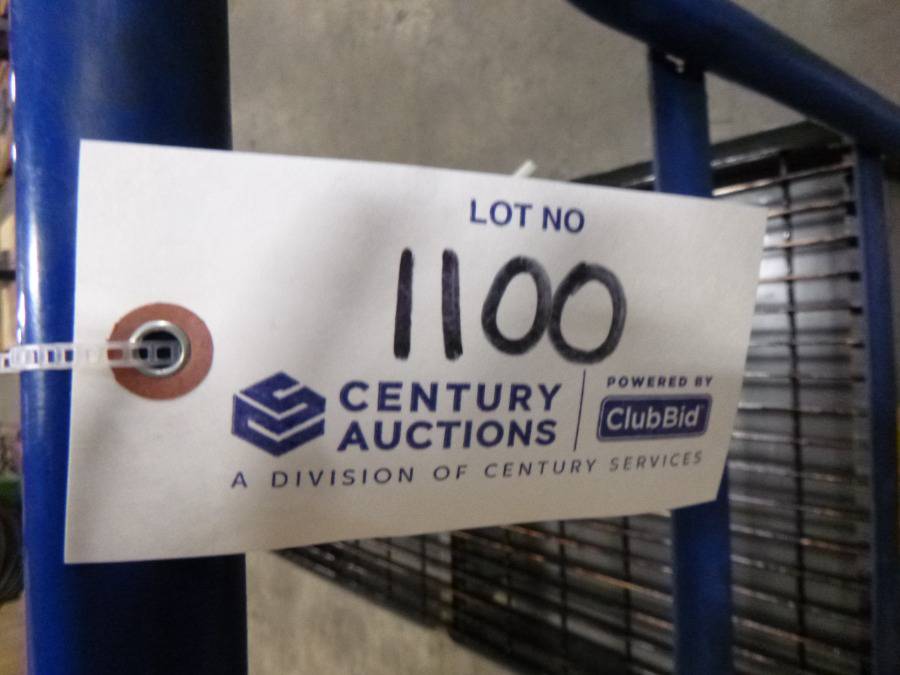 LOT NO
1100
CENTURY
AUCTIONS
POWERED BY
ClubBid
A DIVISION OF CENTURY SERVICES